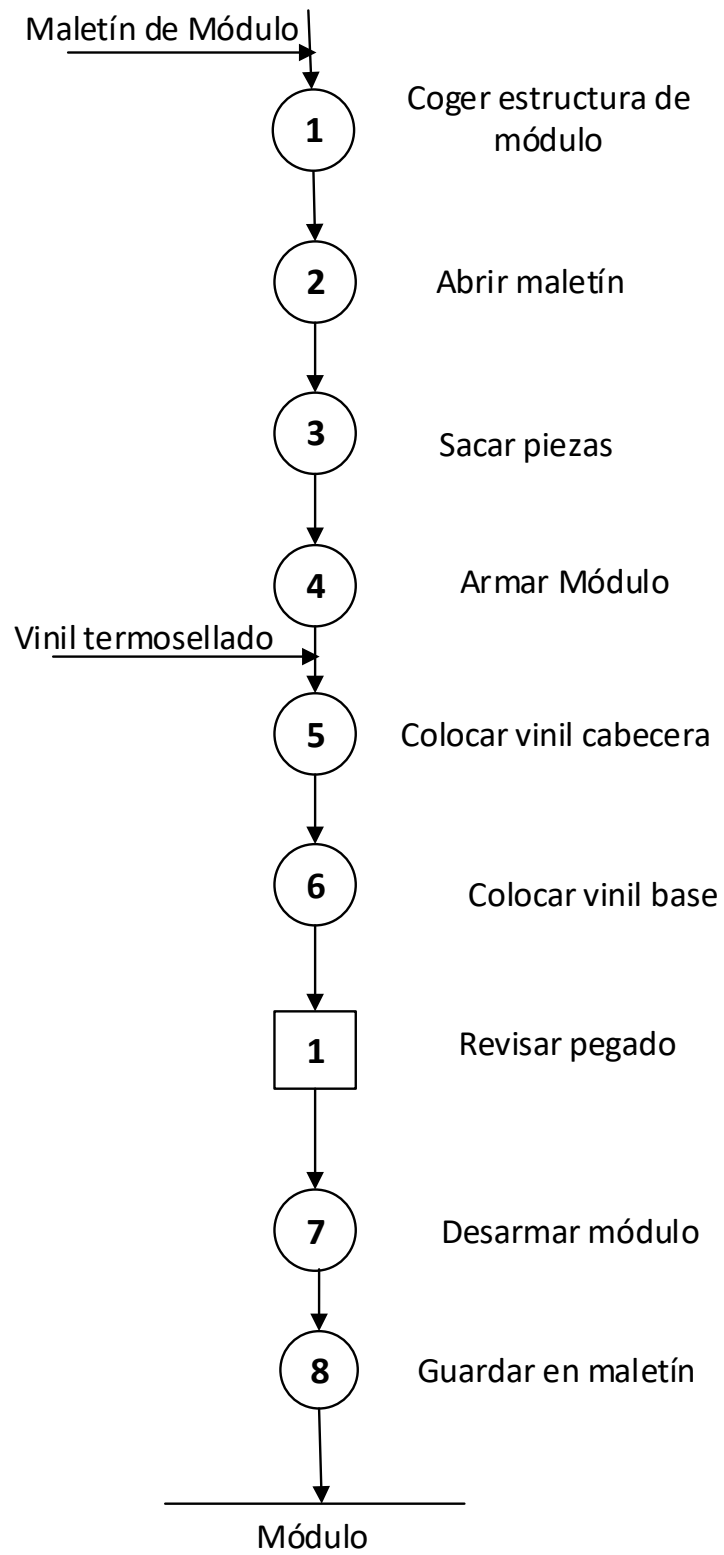 Maletín de Módulo
1
Coger estructura de
módulo
2
Abrir maletín
3
Sacar piezas
4
Armar Módulo
Vinil termosellado
5
Colocar vinil cabecera
6
Colocar vinil base
1
Revisar pegado
7
Desarmar módulo
8
Guardar en maletín
Módulo